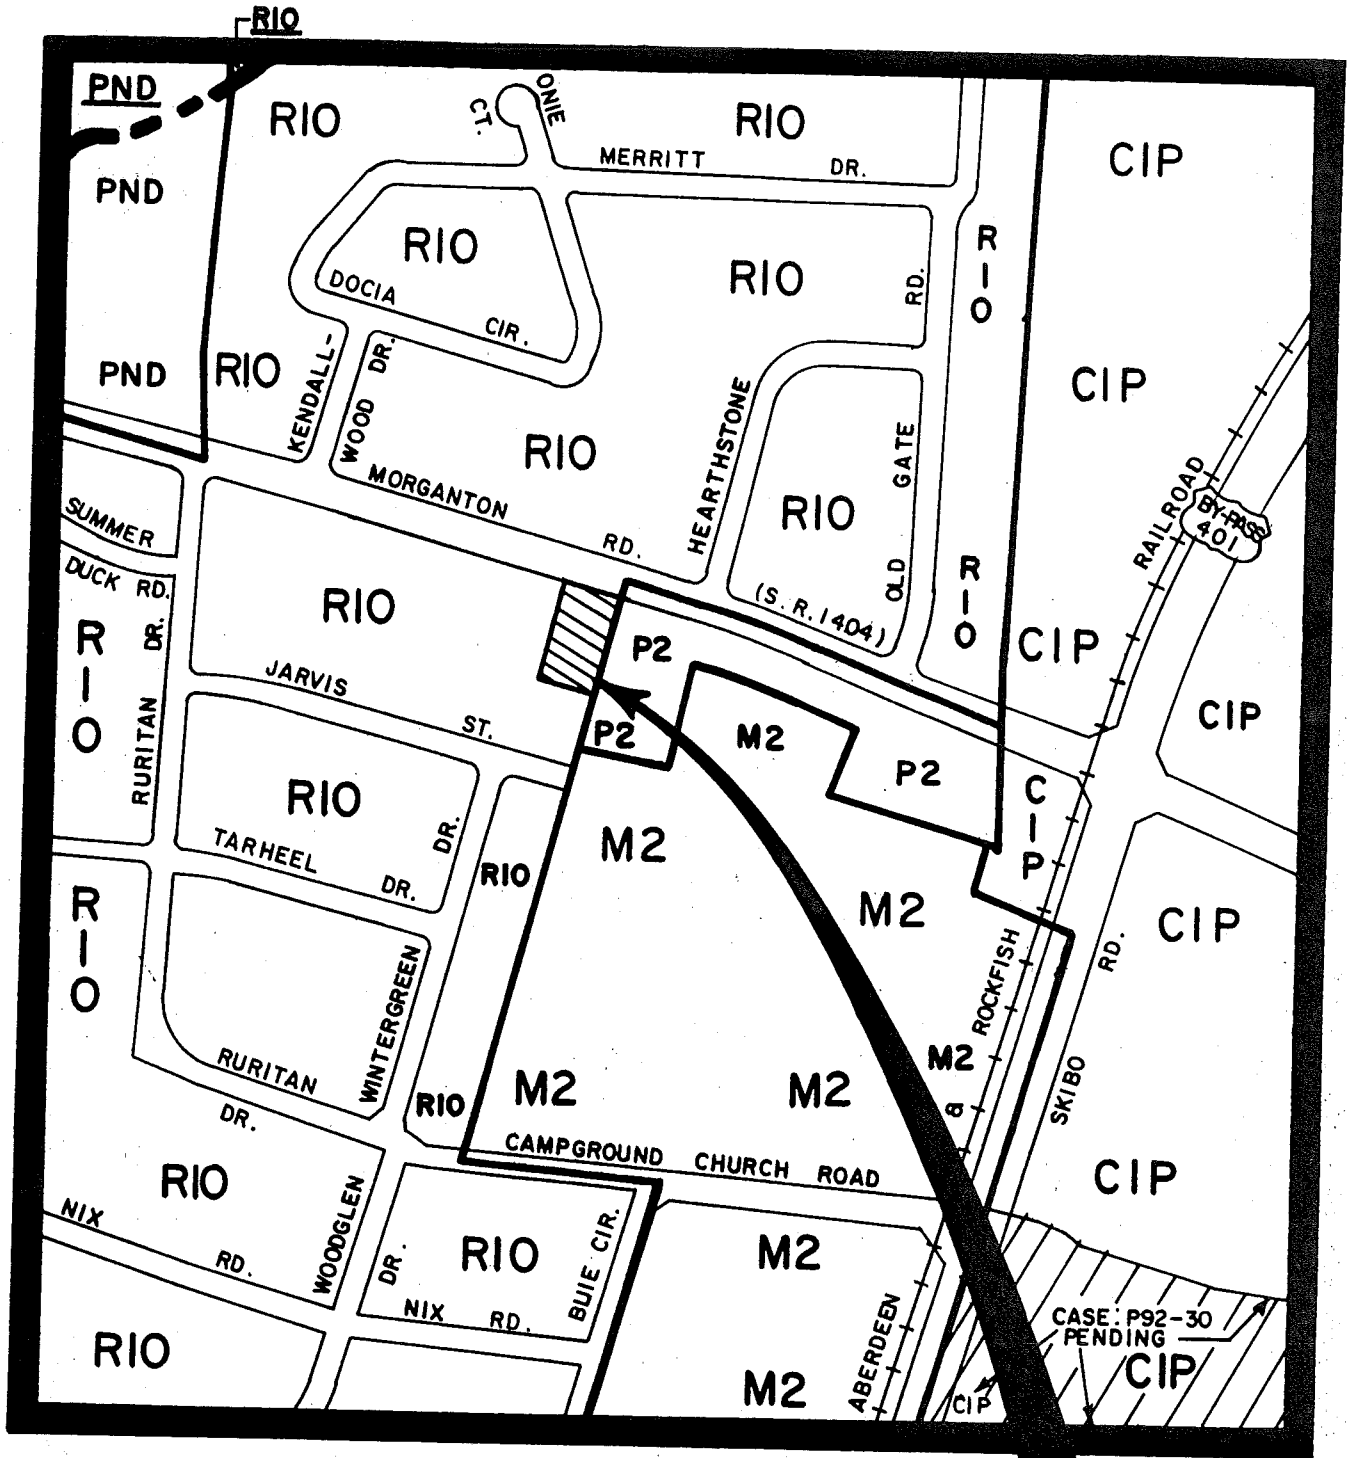 RIO
PND
RIO
ONIE
CT.
RIO
MERRITT DR.
CIP
PND
RIO
RIO
RD.
R
I
O
DOCIA
CIR.
PND
RIO
KENDALL-
WOOD DR.
HEARTHSTONE
CIP
RIO
GATE
MORGANTON
RD.
RIO
OLD
(S. R. 1404)
RAILROAD
BY-PASS
401
SUMMER
DUCK RD.
R
I
O
RIO
R
I
O
DR.
RURITAN
P2
CIP
JARVIS
ST.
P2
M2
P2
CIP
RIO
C
I
P
TARHEEL
DR.
DR.
RIO
M2
R
I
O
M2
CIP
WINTERGREEN
ROCKFISH
RD.
RURITAN
DR.
RIO
M2
M2
M2
SKIBO
&
CAMPGROUND CHURCH ROAD
RIO
CIP
NIX
RD.
WOODGLEN
DR.
RIO
BUIE CIR.
M2
NIX RD.
CASE: P92-30
PENDING
RIO
CIP
M2
ABERDEEN
CIP